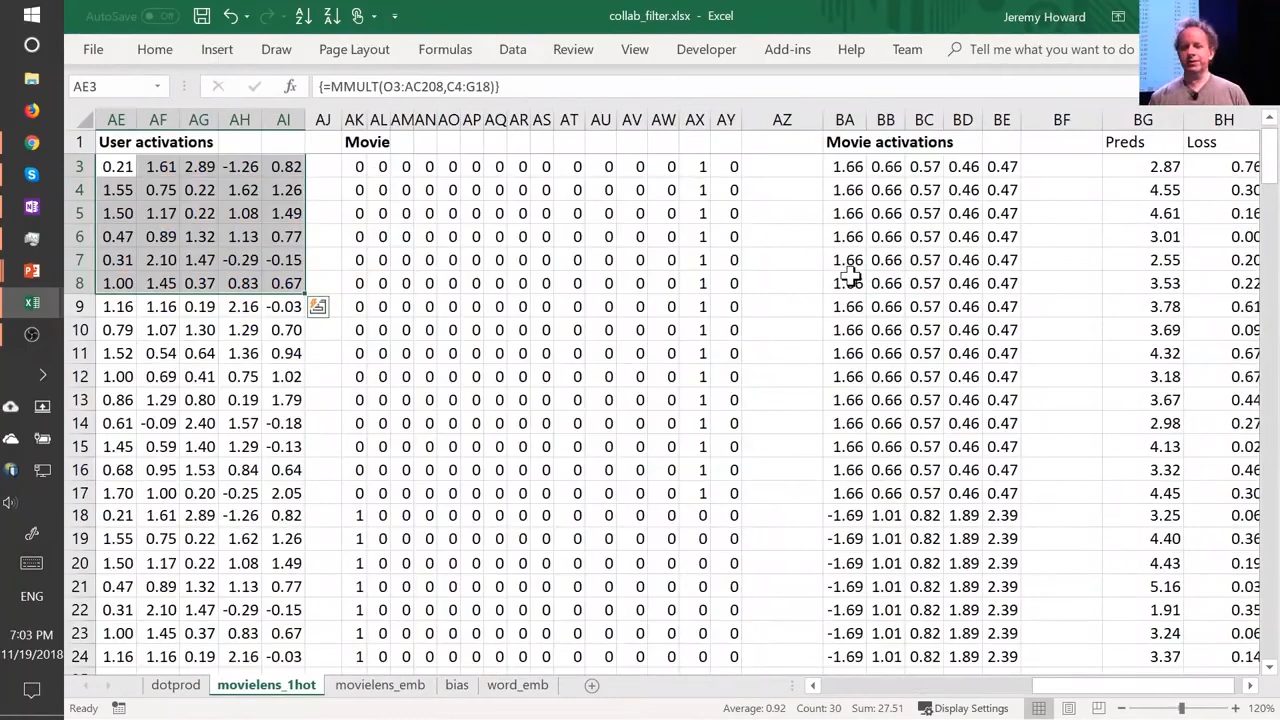 AutoSave Off
collab_filter.xlsx - Excel
Jeremy Howard
File Home Insert Draw Page Layout Formulas Data Review View Developer Add-ins Help Team Tell me what you want to do
AE3 fx {=MMULT(O3:AC208,C4:G18)}
AE AF AG AH AI AJ AK AL AM AN AO AP AQ AR AS AT AU AV AW AX AY AZ BA BB BC BD BE BF BG BH
1 User activations Movie Movie activations Preds Loss
3 0.21 1.61 2.89 -1.26 0.82 0 0 0 0 0 0 0 0 0 0 0 0 0 1 0 1.66 0.66 0.57 0.46 0.47 2.87 0.76
4 1.55 0.75 0.22 1.62 1.26 0 0 0 0 0 0 0 0 0 0 0 0 0 1 0 1.66 0.66 0.57 0.46 0.47 4.55 0.30
5 1.50 1.17 0.22 1.08 1.49 0 0 0 0 0 0 0 0 0 0 0 0 0 1 0 1.66 0.66 0.57 0.46 0.47 4.61 0.16
6 0.47 0.89 1.32 1.13 0.77 0 0 0 0 0 0 0 0 0 0 0 0 0 1 0 1.66 0.66 0.57 0.46 0.47 3.01 0.00
7 0.31 2.10 1.47 -0.29 -0.15 0 0 0 0 0 0 0 0 0 0 0 0 0 1 0 1.66 0.66 0.57 0.46 0.47 2.55 0.20
8 1.00 1.45 0.37 0.83 0.67 0 0 0 0 0 0 0 0 0 0 0 0 0 1 0 0.66 0.57 0.46 0.47 3.53 0.22
9 1.16 1.16 0.19 2.16 -0.03 0 0 0 0 0 0 0 0 0 0 0 0 0 1 0 1.66 0.66 0.57 0.46 0.47 3.78 0.61
10 0.79 1.07 1.30 1.29 0.70 0 0 0 0 0 0 0 0 0 0 0 0 0 1 0 1.66 0.66 0.57 0.46 0.47 3.69 0.09
11 1.52 0.54 0.64 1.36 0.94 0 0 0 0 0 0 0 0 0 0 0 0 0 1 0 1.66 0.66 0.57 0.46 0.47 4.32 0.67
12 1.00 0.69 0.41 0.75 1.02 0 0 0 0 0 0 0 0 0 0 0 0 0 1 0 1.66 0.66 0.57 0.46 0.47 3.18 0.67
13 0.86 1.29 0.80 0.19 1.79 0 0 0 0 0 0 0 0 0 0 0 0 0 1 0 1.66 0.66 0.57 0.46 0.47 3.67 0.44
14 0.61 -0.09 2.40 1.57 -0.18 0 0 0 0 0 0 0 0 0 0 0 0 0 1 0 1.66 0.66 0.57 0.46 0.47 2.98 0.27
15 1.45 0.59 1.40 1.29 -0.13 0 0 0 0 0 0 0 0 0 0 0 0 0 1 0 1.66 0.66 0.57 0.46 0.47 4.13 0.02
16 0.68 0.95 1.53 0.84 0.64 0 0 0 0 0 0 0 0 0 0 0 0 0 1 0 1.66 0.66 0.57 0.46 0.47 3.32 0.46
17 1.70 1.00 0.20 -0.25 2.05 0 0 0 0 0 0 0 0 0 0 0 0 0 1 0 1.66 0.66 0.57 0.46 0.47 4.45 0.30
18 0.21 1.61 2.89 -1.26 0.82 1 0 0 0 0 0 0 0 0 0 0 0 0 0 0 -1.69 1.01 0.82 1.89 2.39 3.25 0.06
19 1.55 0.75 0.22 1.62 1.26 1 0 0 0 0 0 0 0 0 0 0 0 0 0 0 -1.69 1.01 0.82 1.89 2.39 4.40 0.36
20 1.50 1.17 0.22 1.08 1.49 1 0 0 0 0 0 0 0 0 0 0 0 0 0 0 -1.69 1.01 0.82 1.89 2.39 4.43 0.19
21 0.47 0.89 1.32 1.13 0.77 1 0 0 0 0 0 0 0 0 0 0 0 0 0 0 -1.69 1.01 0.82 1.89 2.39 5.16 0.03
22 0.31 2.10 1.47 -0.29 -0.15 1 0 0 0 0 0 0 0 0 0 0 0 0 0 0 -1.69 1.01 0.82 1.89 2.39 1.91 0.35
23 1.00 1.45 0.37 0.83 0.67 1 0 0 0 0 0 0 0 0 0 0 0 0 0 0 -1.69 1.01 0.82 1.89 2.39 3.24 0.06
24 1.16 1.16 0.19 2.16 -0.03 1 0 0 0 0 0 0 0 0 0 0 0 0 0 0 -1.69 1.01 0.82 1.89 2.39 3.37 0.14
ENG
7:03 PM
11/19/2018
dotprod movielens_1hot movielens_emb bias word_emb
Ready Average: 0.92 Count: 30 Sum: 27.51 Display Settings 120%